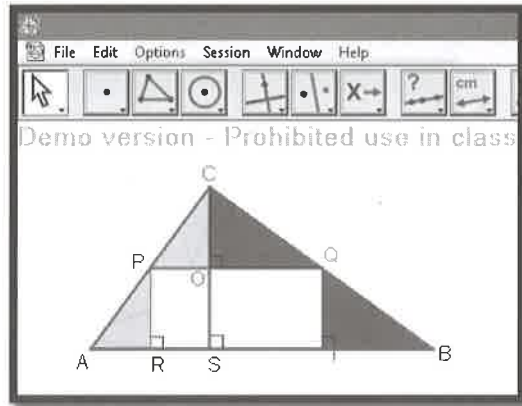 File Edit Options Session Window Help
? cm
Demo version - Prohibited use in class
C
P Q
O
A R S I B